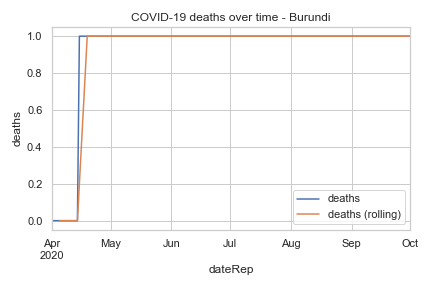 COVID-19 deaths over time - Burundi
deaths
1.0
0.8
0.6
0.4
0.2
0.0
deaths
deaths (rolling)
Apr May Jun Jul Aug Sep Oct
2020
dateRep